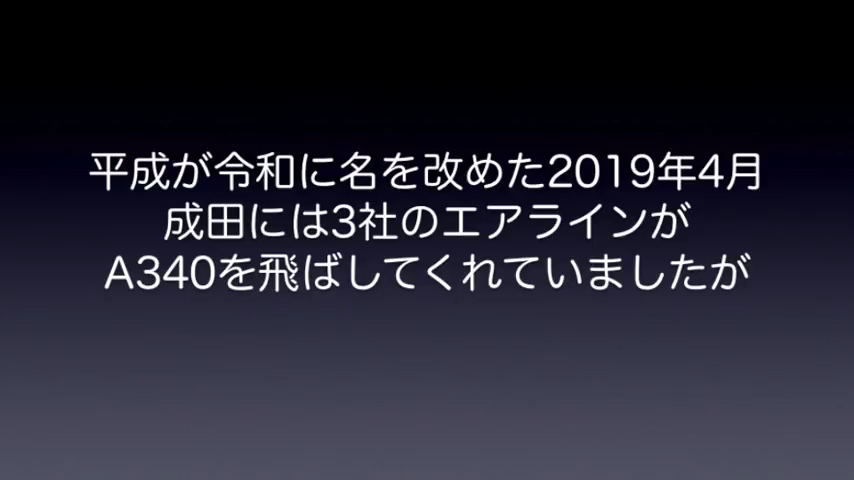 平成が令和に名を改めた2019年4月
成田には3社のエアラインが
A340を飛ばしてくれていましたが